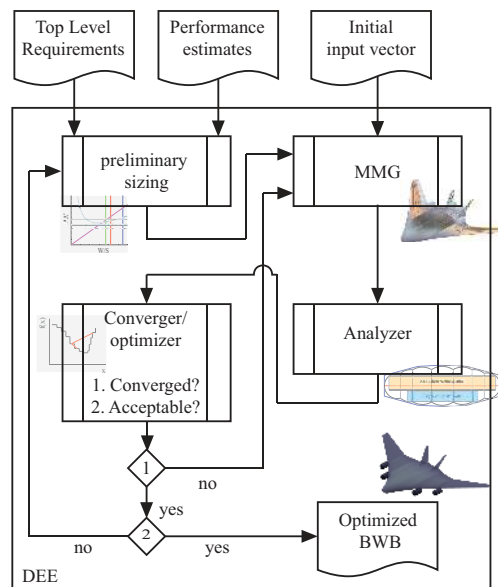 Top Level
Requirements
Performance
estimates
Initial
input vector
preliminary
sizing
MMG
W/S
Converger/
optimizer
1. Converged?
2. Acceptable?
f(x)
x
Analyzer
1
no
yes
2
no
yes
Optimized
BWB
DEE